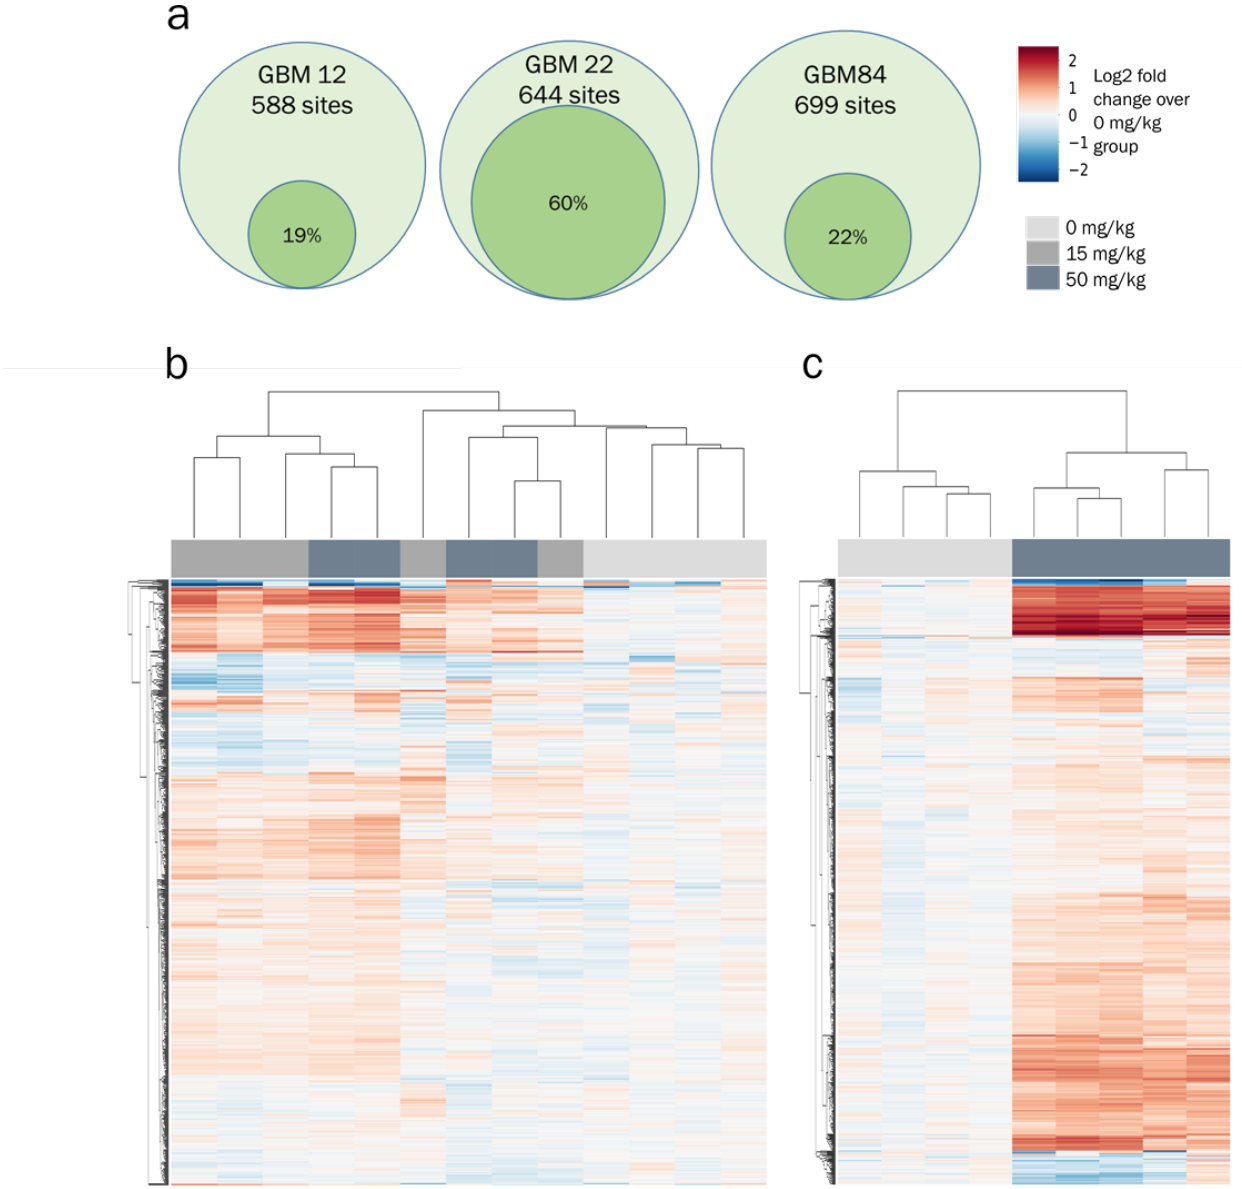 a
GBM 12
588 sites
19%
GBM 22
644 sites
60%
GBM84
699 sites
22%
2
1
0
−1
−2
Log2 fold
change over
0 mg/kg
group
0 mg/kg
15 mg/kg
50 mg/kg
b
c